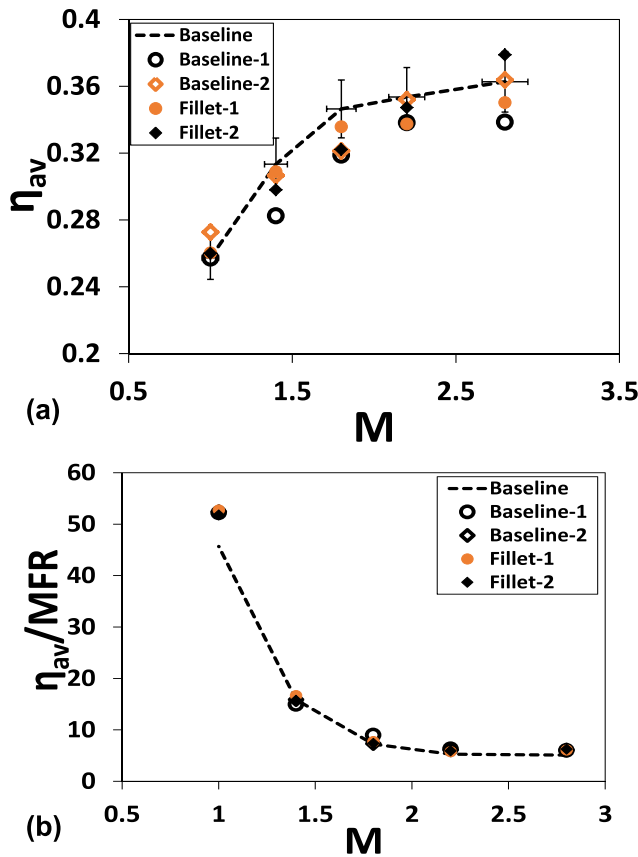 0.4
0.36
0.32
0.28
0.24
0.2
ηav
Baseline
Baseline-1
Baseline-2
Fillet-1
Fillet-2
0.5 1.5 2.5 3.5
(a)
M
60
50
40
30
20
10
0
ηav/MFR
Baseline
Baseline-1
Baseline-2
Fillet-1
Fillet-2
0.5 1 1.5 2 2.5 3
(b)
M